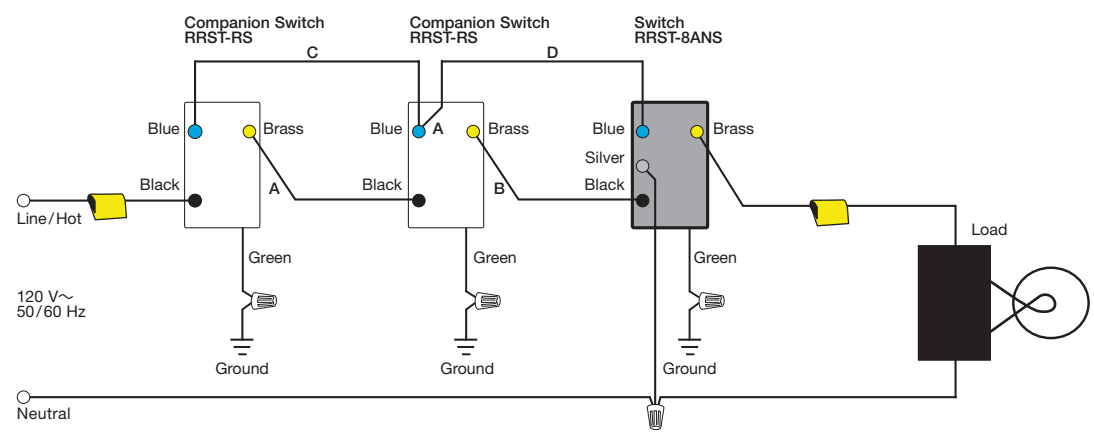 Companion Switch
RRST-RS
Companion Switch
RRST-RS
Switch
RRST-8ANS
C
D
Blue
Brass
Blue
A
Brass
Blue
Brass
Silver
Black
A
Black
B
Black
Line/Hot
Load
Green
Green
Green
120 V~
50/60 Hz
Ground
Ground
Ground
Neutral